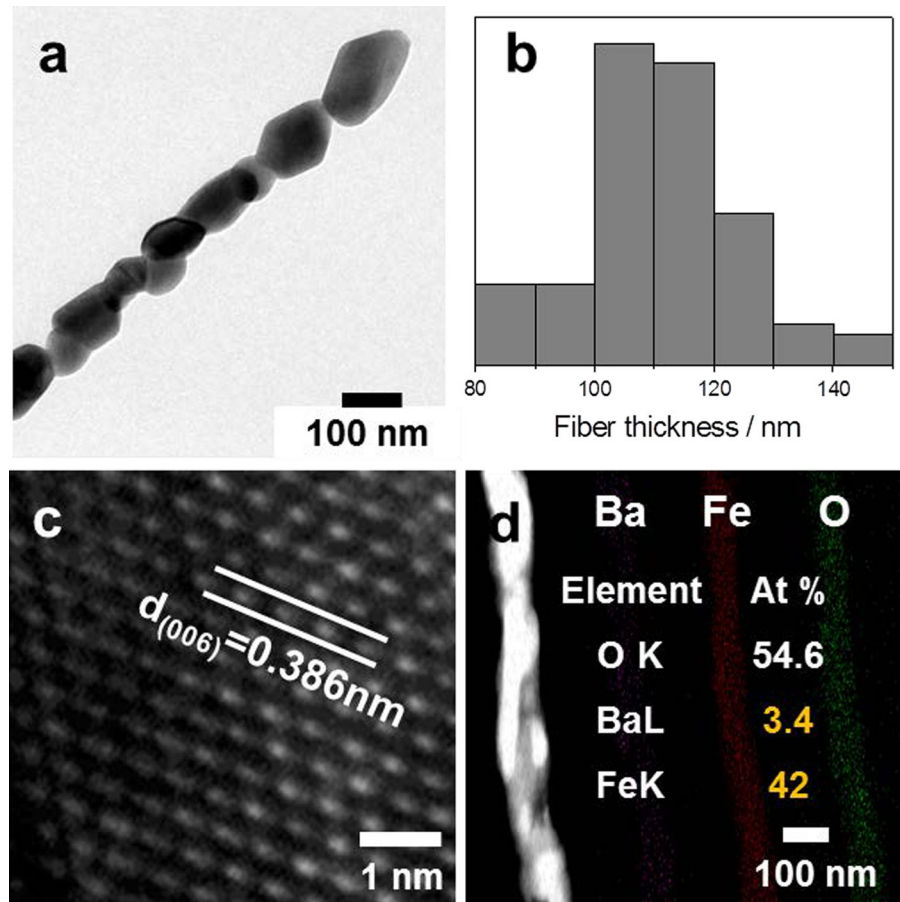 a
100 nm
b
80 100 120 140
Fiber thickness / nm
c
d(006)=0.386nm
1 nm
d Ba Fe O
Element At %
O K 54.6
BaL 3.4
FeK 42
100 nm